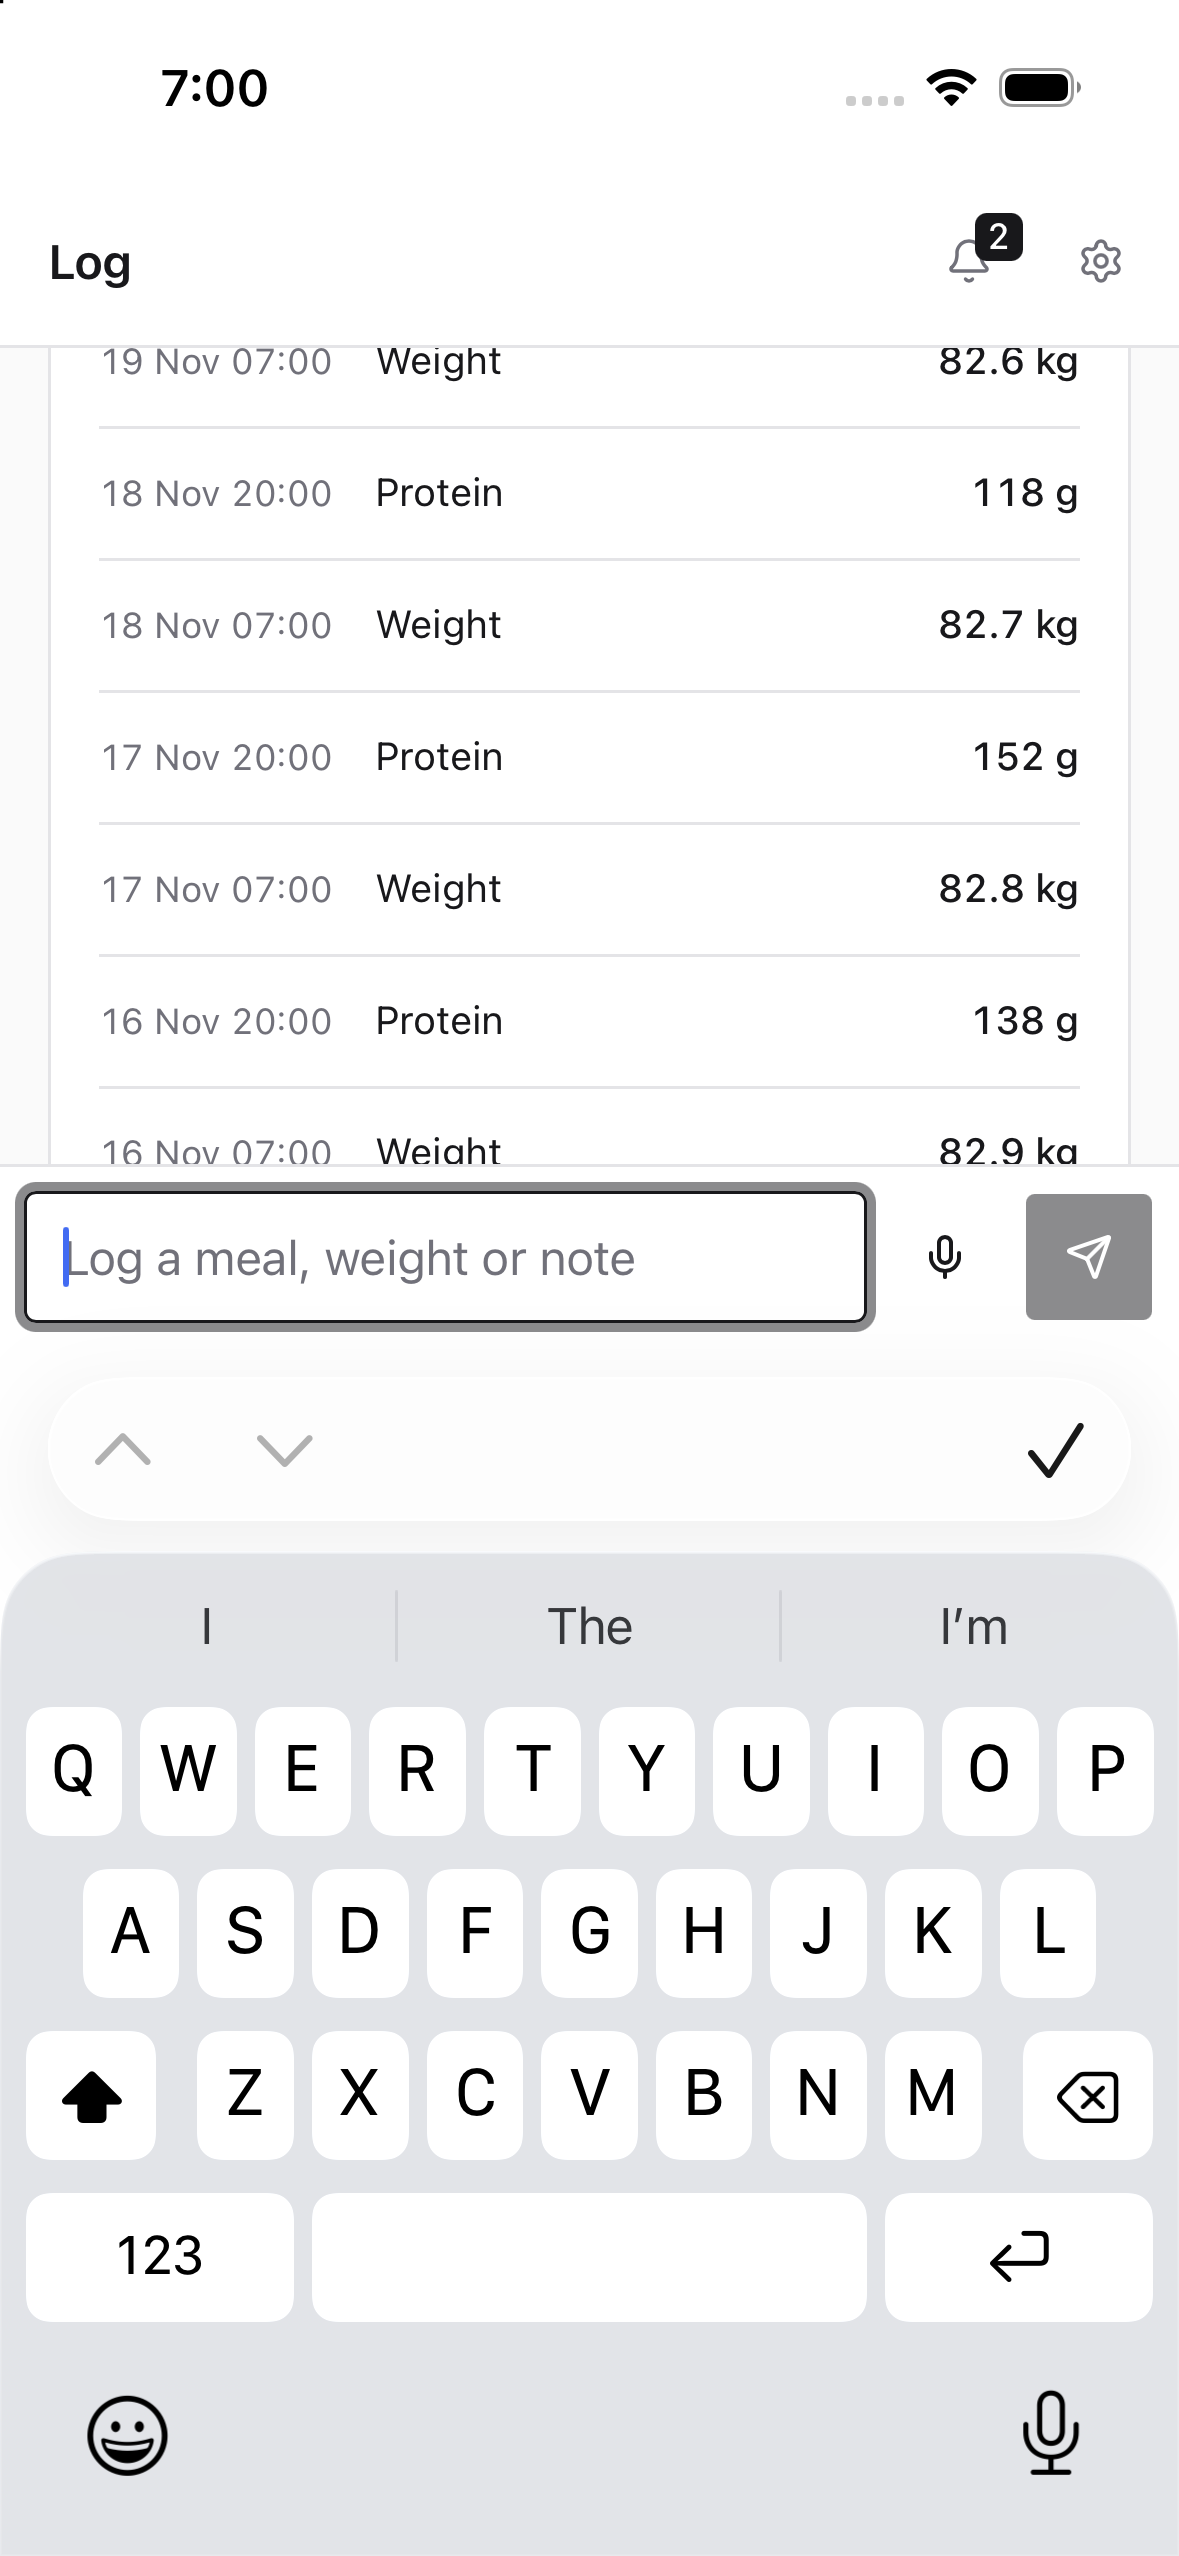 7:00
Log
2
19 Nov 07:00 Weight 82.6 kg
18 Nov 20:00 Protein 118 g
18 Nov 07:00 Weight 82.7 kg
17 Nov 20:00 Protein 152 g
17 Nov 07:00 Weight 82.8 kg
16 Nov 20:00 Protein 138 g
16 Nov 07:00 Weight 82.9 kg
Log a meal, weight or note
I The I’m
Q W E R T Y U I O P
A S D F G H J K L
Z X C V B N M
123